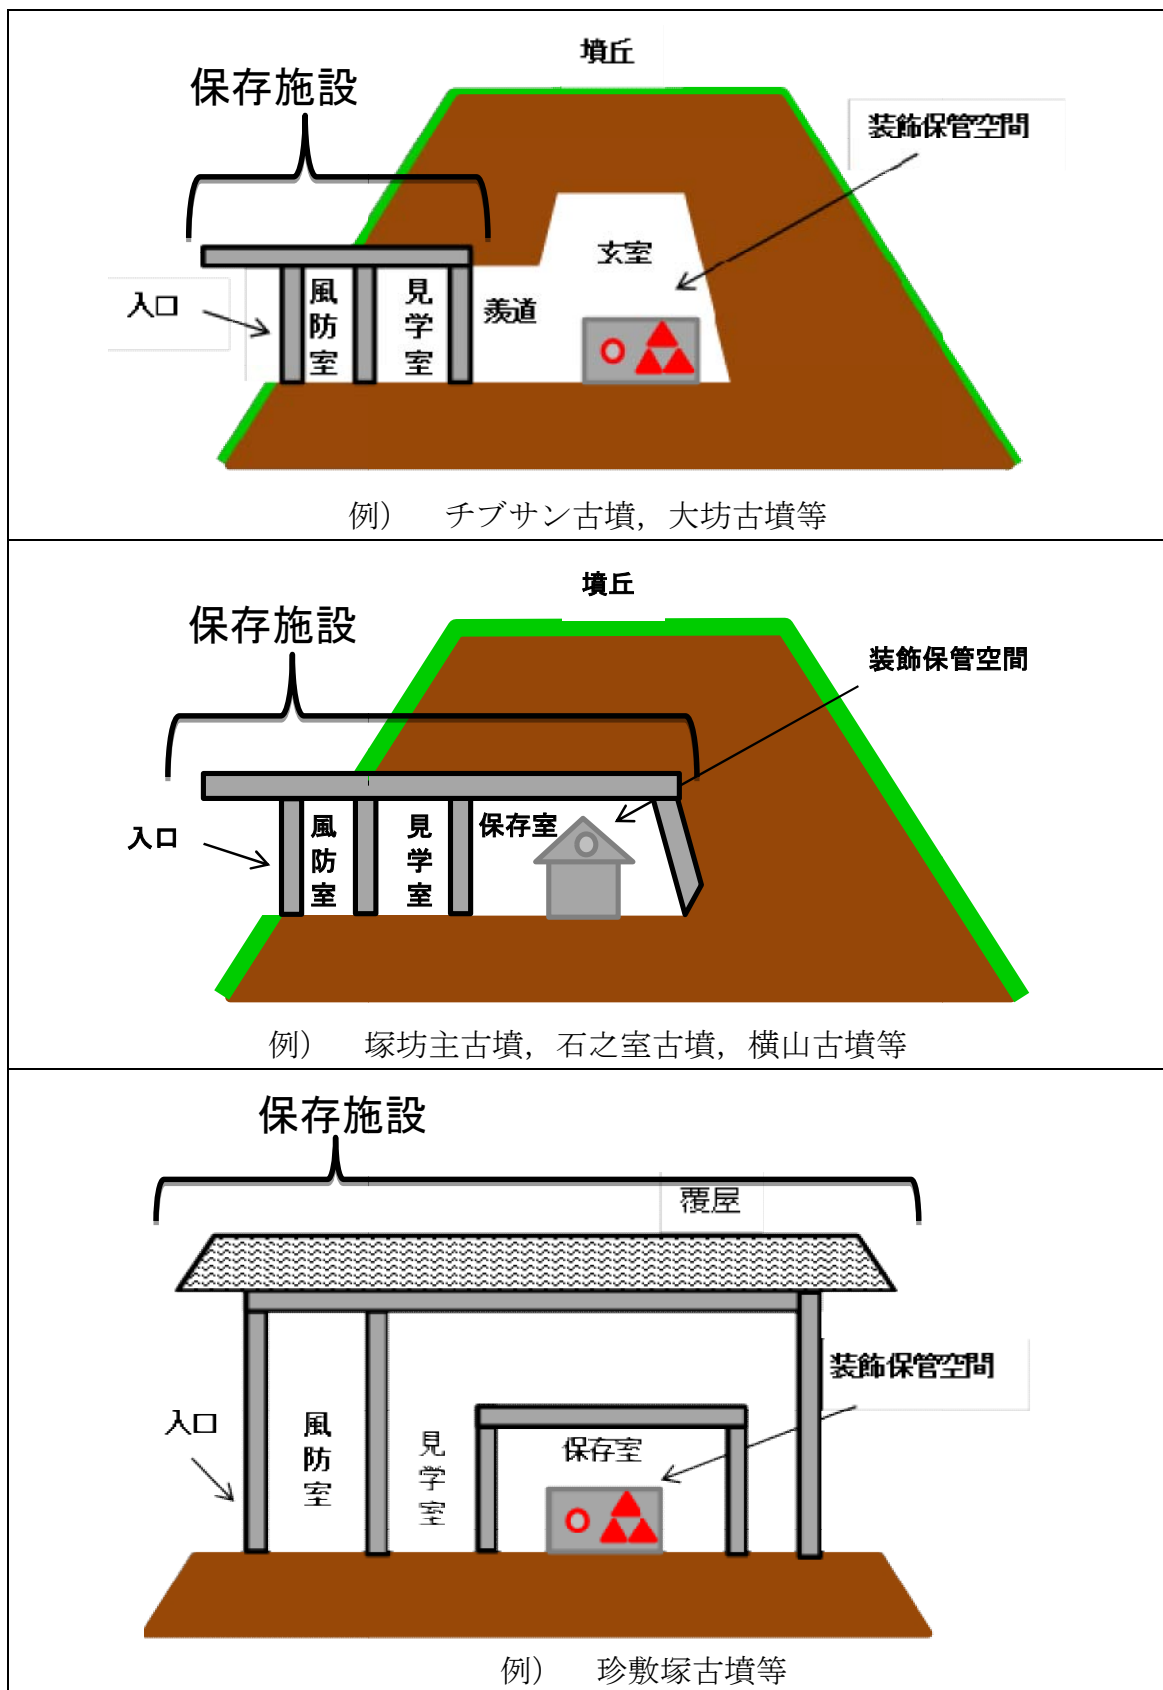 墳丘
保存施設
装飾保管空間
玄室
入口
風防室
見学室
羨道
例） チブサン古墳，大坊古墳等
墳丘
保存施設
装飾保管空間
入口
風防室
見学室
保存室
例） 塚坊主古墳，石之室古墳，横山古墳等
保存施設
覆屋
装飾保管空間
入口
風防室
見学室
保存室
例） 珍敷塚古墳等